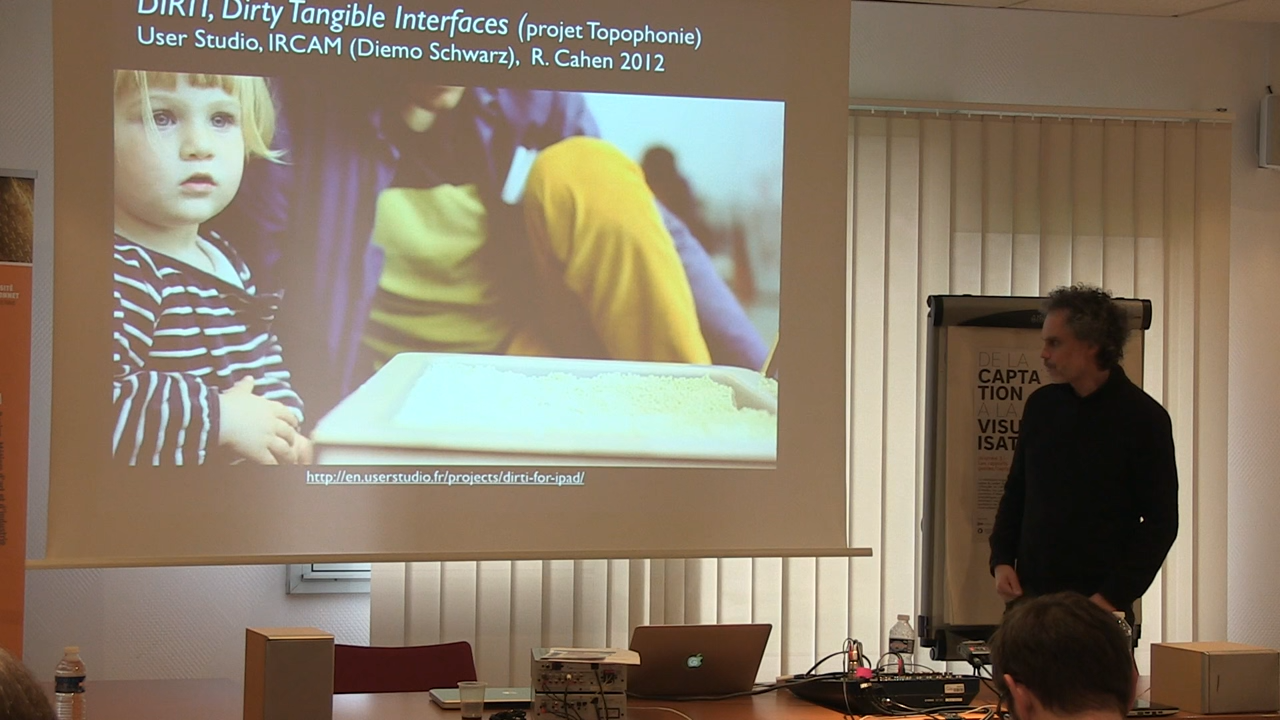 DIRTI, Dirty Tangible Interfaces (projet Topophonie)
User Studio, IRCAM (Diemo Schwarz), R. Cahen 2012
http://en.userstudio.fr/projects/dirti-for-ipad/
DE LA
CAPTA
TION
À LA
VISU
ISAT